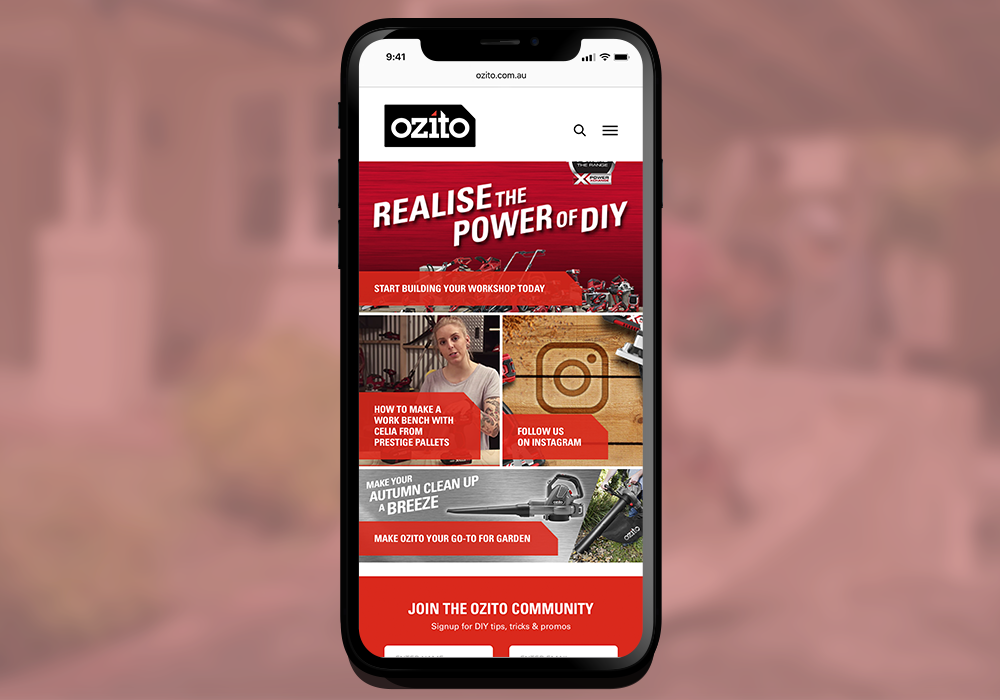 9:41
ozito.com.au
ozito
THE RANGE
X POWER
REALISE THE
POWER OF DIY
START BUILDING YOUR WORKSHOP TODAY
HOW TO MAKE A
WORK BENCH WITH
CELIA FROM
PRESTIGE PALLETS
FOLLOW US
ON INSTAGRAM
MAKE YOUR
AUTUMN CLEAN UP
A BREEZE
ozito
MAKE OZITO YOUR GO-TO FOR GARDEN
JOIN THE OZITO COMMUNITY
Signup for DIY tips, tricks & promos